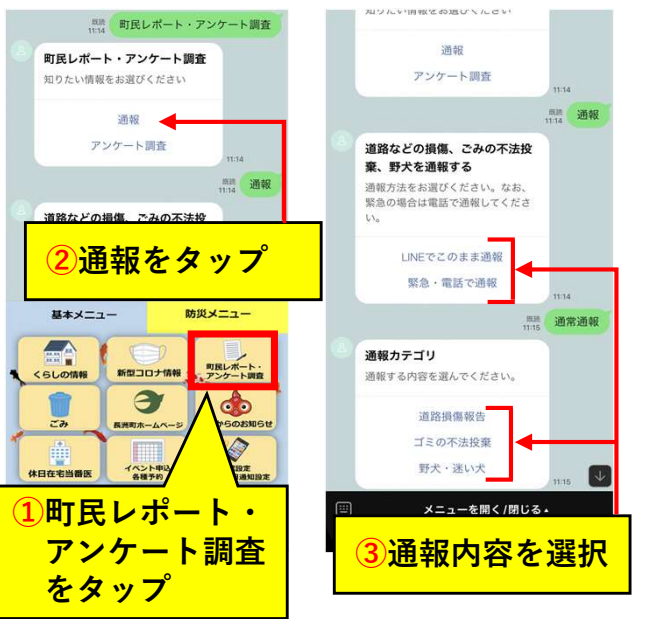 既読
11:14
町民レポート・アンケート調査
町民レポート・アンケート調査
知りたい情報をお選びください
通報
アンケート調査
11:14
既読
11:14
通報
道路などの損傷、ごみの不法投
②通報をタップ
基本メニュー
防災メニュー
くらしの情報
新型コロナ情報
町民レポート・
アンケート調査
ごみ
長洲町ホームページ
からのお知らせ
休日在宅当番医
イベント申込
各種予約
設定
通知設定
①町民レポート・
アンケート調査
をタップ
知りたい情報をお選びください
通報
アンケート調査
11:14
既読
11:14
通報
道路などの損傷、ごみの不法投
棄、野犬を通報する
通報方法をお選びください。なお、
緊急の場合は電話で通報してくださ
い。
LINEでこのまま通報
緊急・電話で通報
11:14
既読
11:15
通常通報
通報カテゴリ
通報する内容を選んでください。
道路損傷報告
ゴミの不法投棄
野犬・迷い犬
11:15
メニューを開く/閉じる
③通報内容を選択